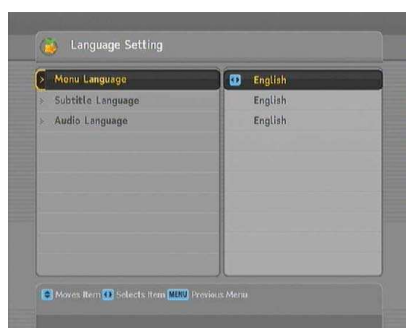 Language Setting
Menu Language English
Subtitle Language English
Audio Language English
Moves Item Selects Item MENU Previous Menu